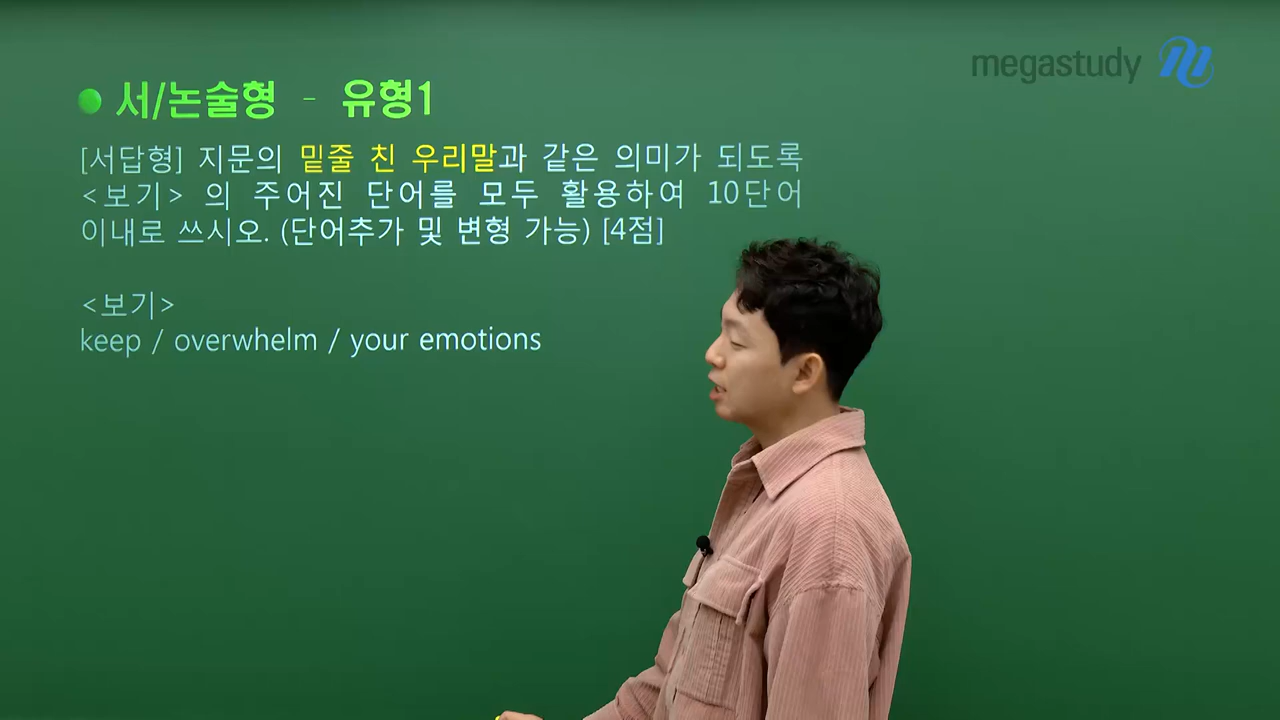 megastudy
서/논술형 - 유형1
[서답형] 지문의 밑줄 친 우리말과 같은 의미가 되도록
<보기> 의 주어진 단어를 모두 활용하여 10단어
이내로 쓰시오. (단어추가 및 변형 가능) [4점]
<보기>
keep / overwhelm / your emotions